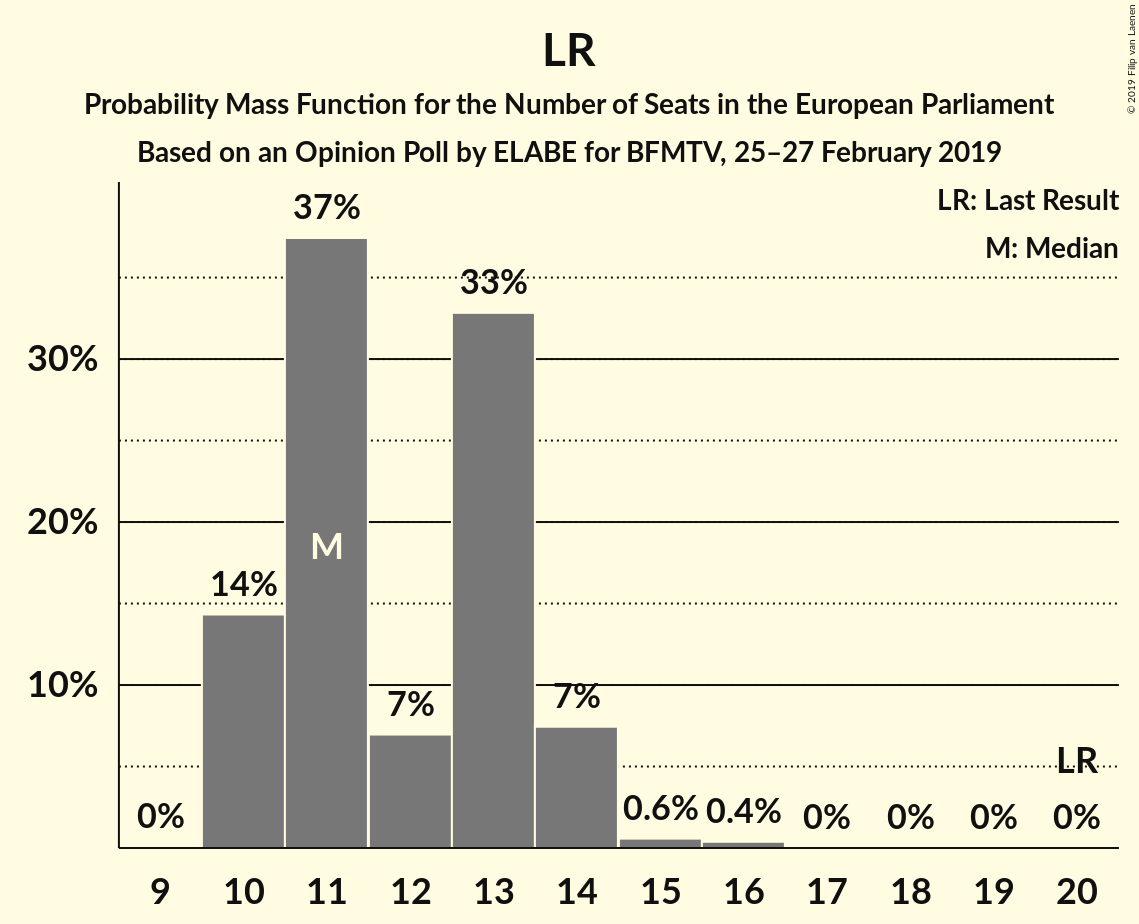 LR
Probability Mass Function for the Number of Seats in the European Parliament
Based on an Opinion Poll by ELABE for BFMTV, 25–27 February 2019
© 2019 Filip van Laenen
LR: Last Result
M: Median
30%
20%
10%
0%
14%
37%
M
7%
33%
7%
0.6%
0.4%
0%
0%
0%
LR
0%
9 10 11 12 13 14 15 16 17 18 19 20